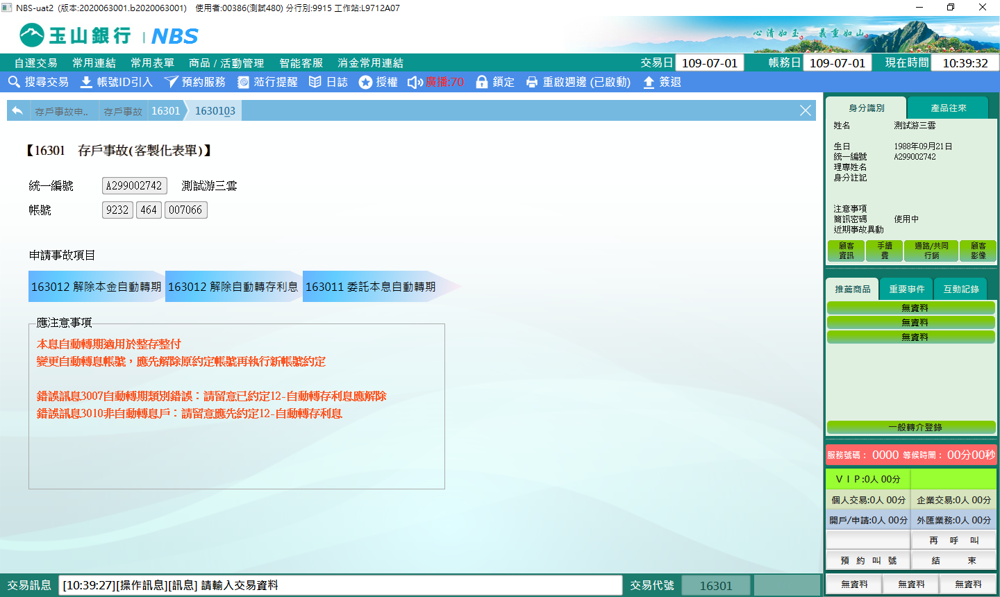 NBS-uat2 (版本:2020063001.b2020063001) 使用者:00386(測試480) 分行別:9915 工作站:L9712A07
玉山銀行 | NBS
心清如玉。義重如山。
自選交易 常用連結 常用表單 商品 / 活動管理 智能客服 消金常用連結 交易日 109-07-01 帳務日 109-07-01 現在時間 10:39:32
搜尋交易 帳號ID引入 預約服務 蒞行提醒 日誌 授權 廣播:70 鎖定 重啟週邊 (已啟動) 簽退
存戶事故申.. 存戶事故 16301 1630103
【16301 存戶事故(客製化表單)】
統一編號 A299002742 測試游三雲
帳號 9232 464 007066
申請事故項目
163012 解除本金自動轉期 163012 解除自動轉存利息 163011 委託本息自動轉期
應注意事項
本息自動轉期適用於整存整付
變更自動轉息帳號，應先解除原約定帳號再執行新帳號約定
錯誤訊息3007自動轉期類別錯誤：請留意已約定12-自動轉存利息應解除
錯誤訊息3010非自動轉息戶：請留意應先約定12-自動轉存利息
交易訊息 [10:39:27][操作訊息][訊息] 請輸入交易資料 交易代號 16301
身分識別 產品往來
姓名 測試游三雲
生日 1988年09月21日
統一編號 A299002742
理專姓名
身分註記
注意事項
簡訊密碼 使用中
近期事故異動
顧客資訊 手續費 通路/共同行銷 顧客影像
推薦商品 重要事件 互動記錄
無資料
無資料
無資料
一般轉介登錄
服務號碼： 0000 等候時間： 00分00秒
ＶＩＰ:0人 00分
個人交易:0人 00分 企業交易:0人 00分
開戶/申請:0人 00分 外匯業務:0人 00分
再 呼 叫
預 約 叫 號 結 束
無資料 無資料 無資料